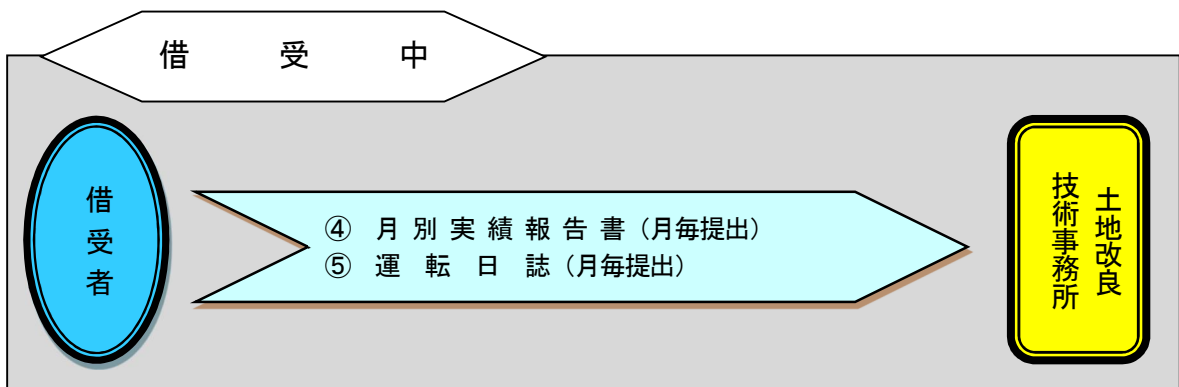 借受中
借受者
④ 月別実績報告書（月毎提出）
⑤ 運転日誌（月毎提出）
土地改良
技術事務所